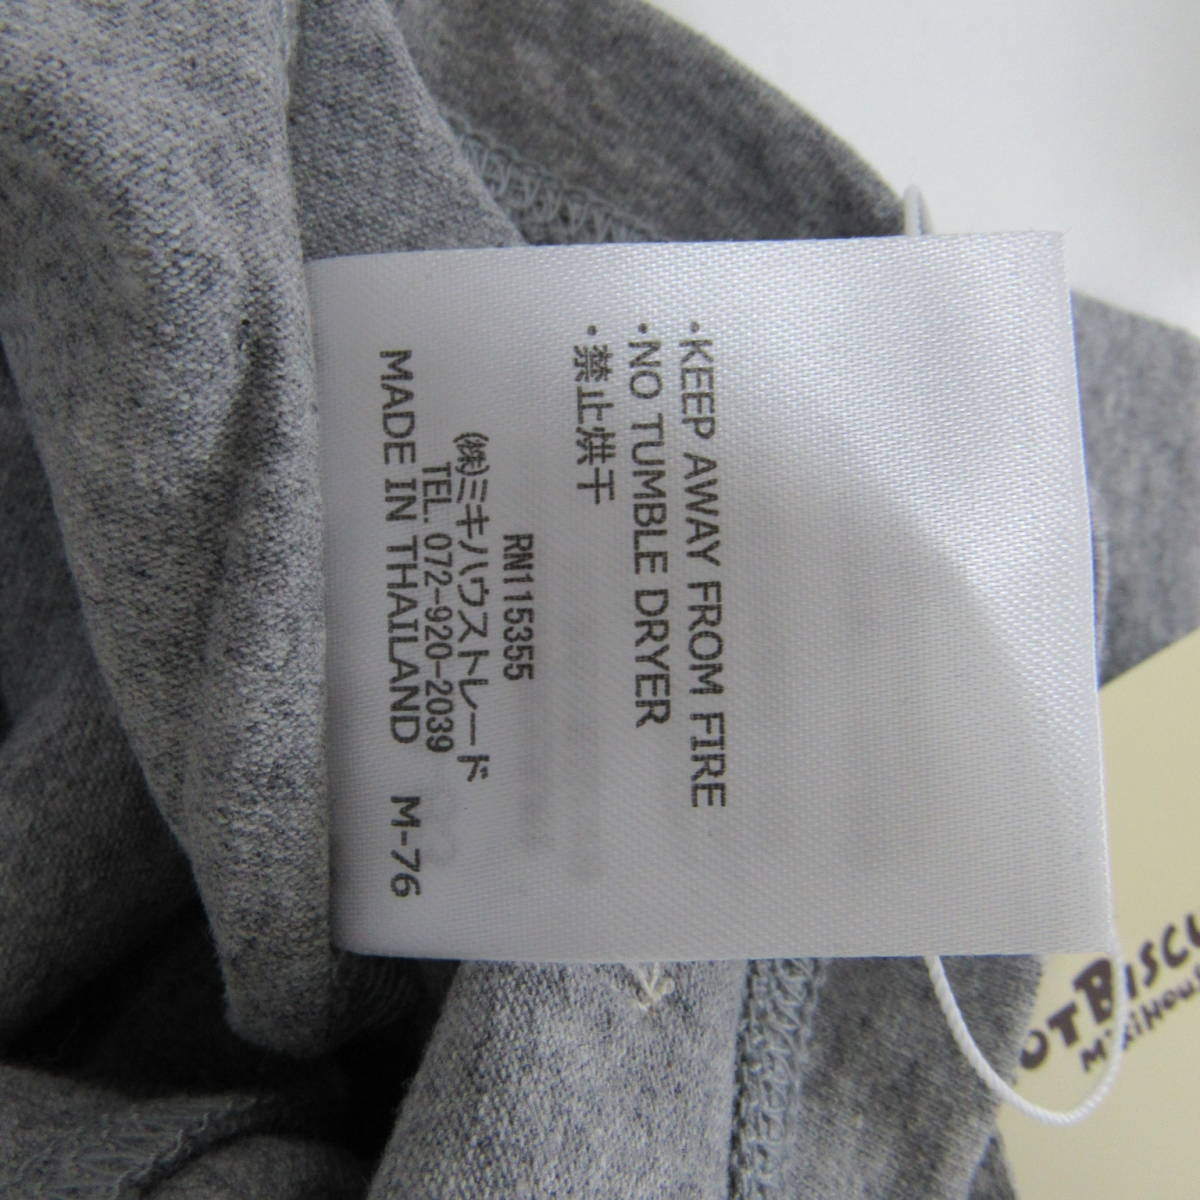 ・KEEP AWAY FROM FIRE
・NO TUMBLE DRYER
・禁止烘干
RN115355
㈱ミキハウストレード
TEL. 072-920-2039
MADE IN THAILAND M-76